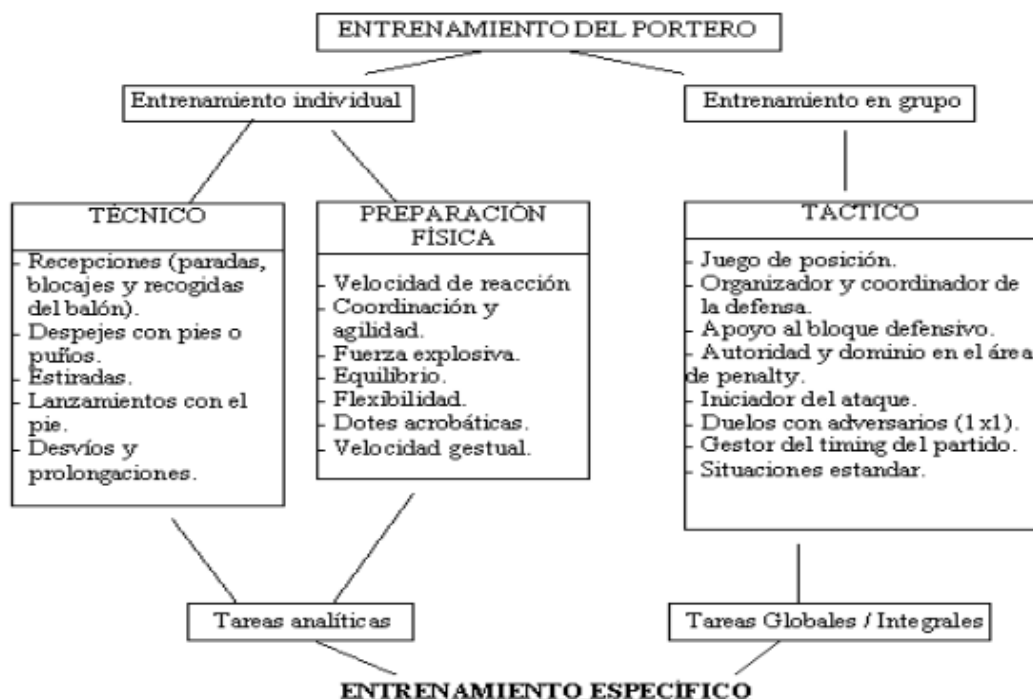 ENTRENAMIENTO DEL PORTERO
Entrenamiento individual
Entrenamiento en grupo
TÉCNICO
- Recepciones (paradas,
blocajes y recogidas
del balón).
- Despejes con pies o
puños.
- Estiradas.
- Lanzamientos con el
pie.
- Desvíos y
prolongaciones.
PREPARACIÓN
FÍSICA
- Velocidad de reacción
- Coordinación y
agilidad.
- Fuerza explosiva.
- Equilibrio.
- Flexibilidad.
- Dotes acrobáticas.
- Velocidad gestual.
TACTICO
- Juego de posición.
- Organizador y coordinador de
la defensa.
- Apoyo al bloque defensivo.
- Autoridad y dominio en el área
de penalty.
- Iniciador del ataque.
- Duelos con adversarios (1x1).
- Gestor del timing del partido.
- Situaciones estandar.
Tareas analíticas
Tareas Globales / Integrales
ENTRENAMIENTO ESPECÍFICO